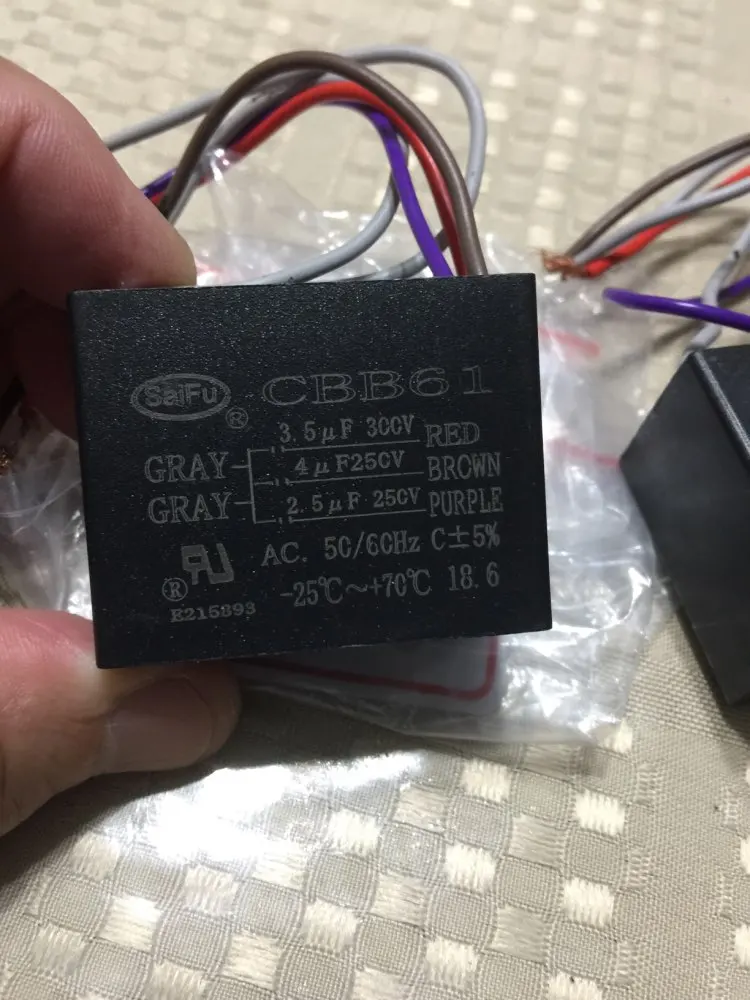 SaiFu ® CBB61
3.5μF 300V RED
GRAY 4μF250V BROWN
GRAY 2.5μF 250V PURPLE
AC. 50/60Hz C±5%
® RU -25℃~+70℃ 18.6
E215893